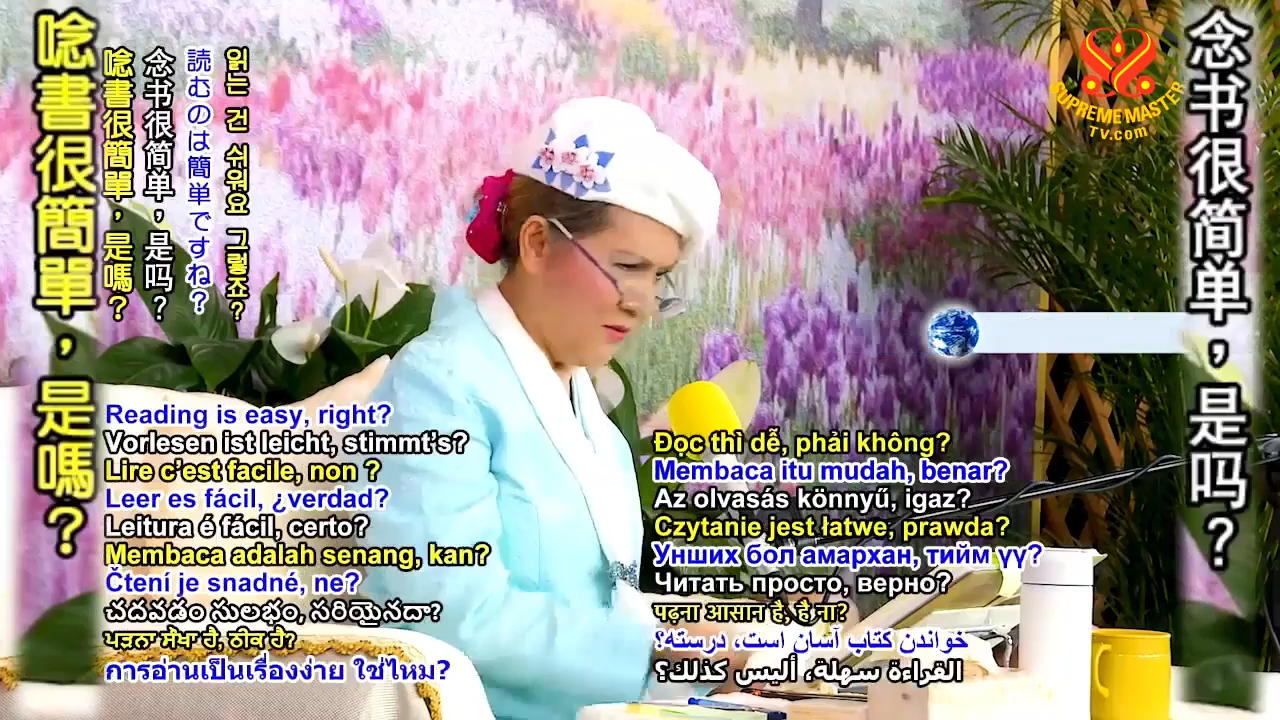 唸書很簡單，是嗎？
唸書很簡單，是嗎？
念书很简单，是吗？
読むのは簡単ですね？
읽는 건 쉬워요 그렇죠?
SUPREME MASTER
TV.com
念书很简单，是吗？
Reading is easy, right?
Vorlesen ist leicht, stimmt's?
Lire c'est facile, non ?
Leer es fácil, ¿verdad?
Leitura é fácil, certo?
Membaca adalah senang, kan?
Čtení je snadné, ne?
చదవడం సులభం, సరియైనదా?
ਪੜਨਾ ਸੌਖਾ ਹੈ, ਠੀਕ ਹੈ?
การอ่านเป็นเรื่องง่าย ใช่ไหม?
Đọc thì dễ, phải không?
Membaca itu mudah, benar?
Az olvasás könnyű, igaz?
Czytanie jest łatwe, prawda?
Унших бол амархан, тийм үү?
Читать просто, верно?
पढ़ना आसान है, है ना?
خواندن کتاب آسان است، درسته؟
القراءة سهلة، أليس كذلك؟